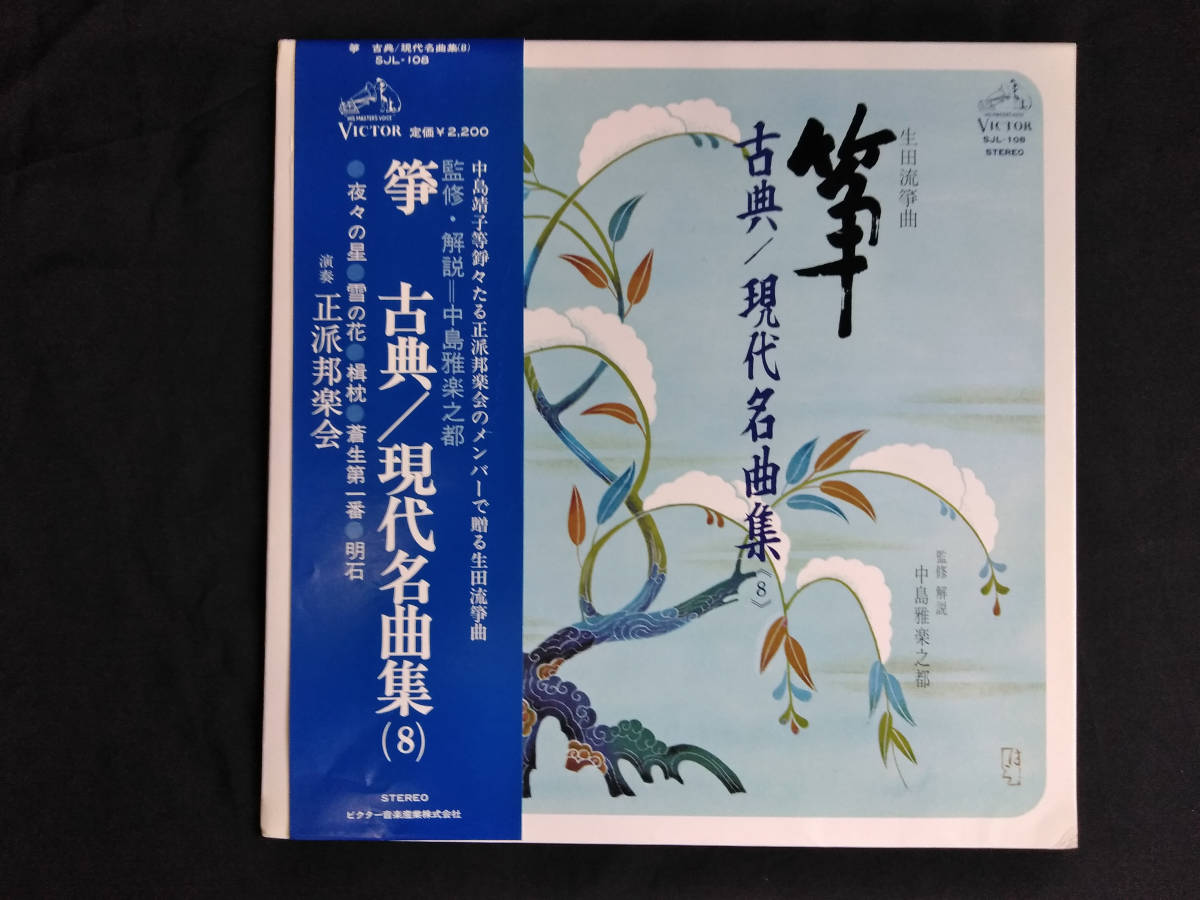 箏 古典/現代名曲集(8)
SJL-108
HIS MASTER'S VOICE
VICTOR 定価￥2,200
中島靖子等錚々たる正派邦楽会のメンバーで贈る生田流箏曲
監修・解説=中島雅楽之都
箏 古典/現代名曲集(8)
●夜々の星●雪の花●楫枕●蒼生第一番●明石
演奏 正派邦楽会
STEREO
ビクター音楽産業株式会社
HIS MASTER'S VOICE
VICTOR
SJL-108
STEREO
生田流箏曲
箏
古典/現代名曲集《8》
監修 解説
中島雅楽之都